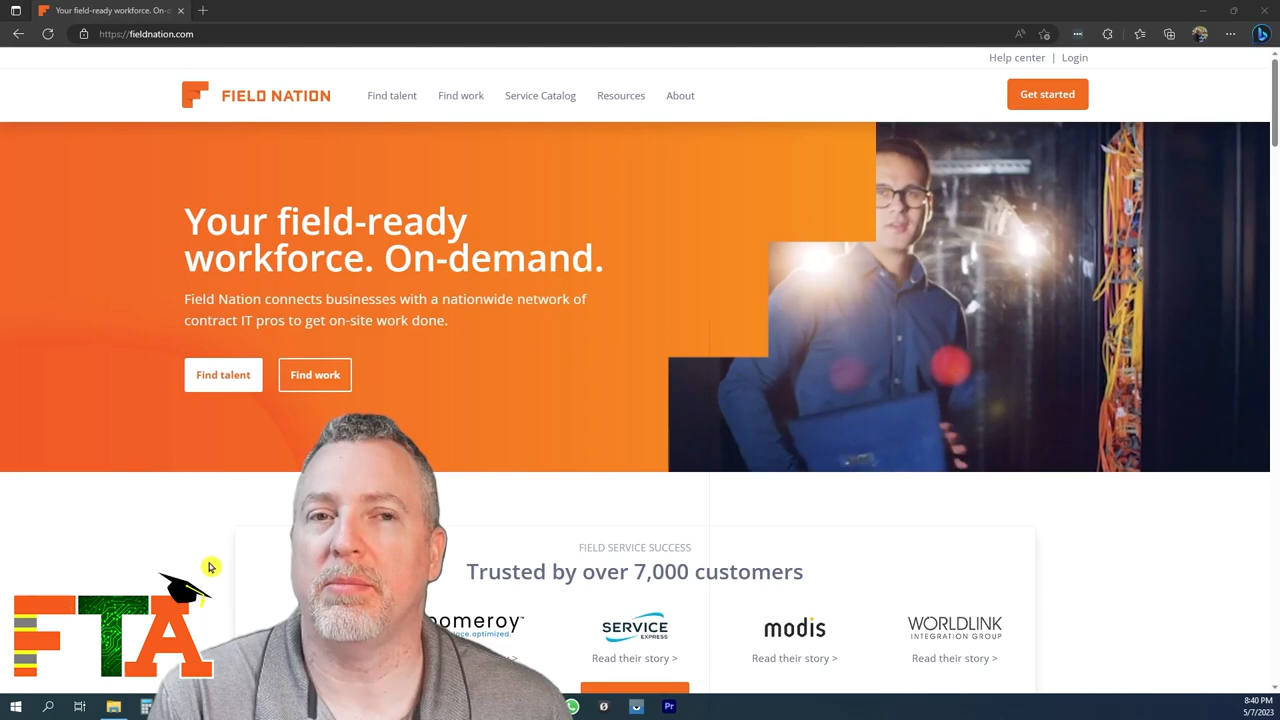 Your field-ready workforce. On-d
https://fieldnation.com
Help center | Login
FIELD NATION
Find talent
Find work
Service Catalog
Resources
About
Get started
Your field-ready
workforce. On-demand.
Field Nation connects businesses with a nationwide network of
contract IT pros to get on-site work done.
Find talent
Find work
FIELD SERVICE SUCCESS
Trusted by over 7,000 customers
omeroy
ce.optimized.
SERVICE
EXPRESS
modis
WORLDLINK
INTEGRATION GROUP
Read their story >
Read their story >
Read their story >
FTA
Pr
8:40 PM
5/7/2023